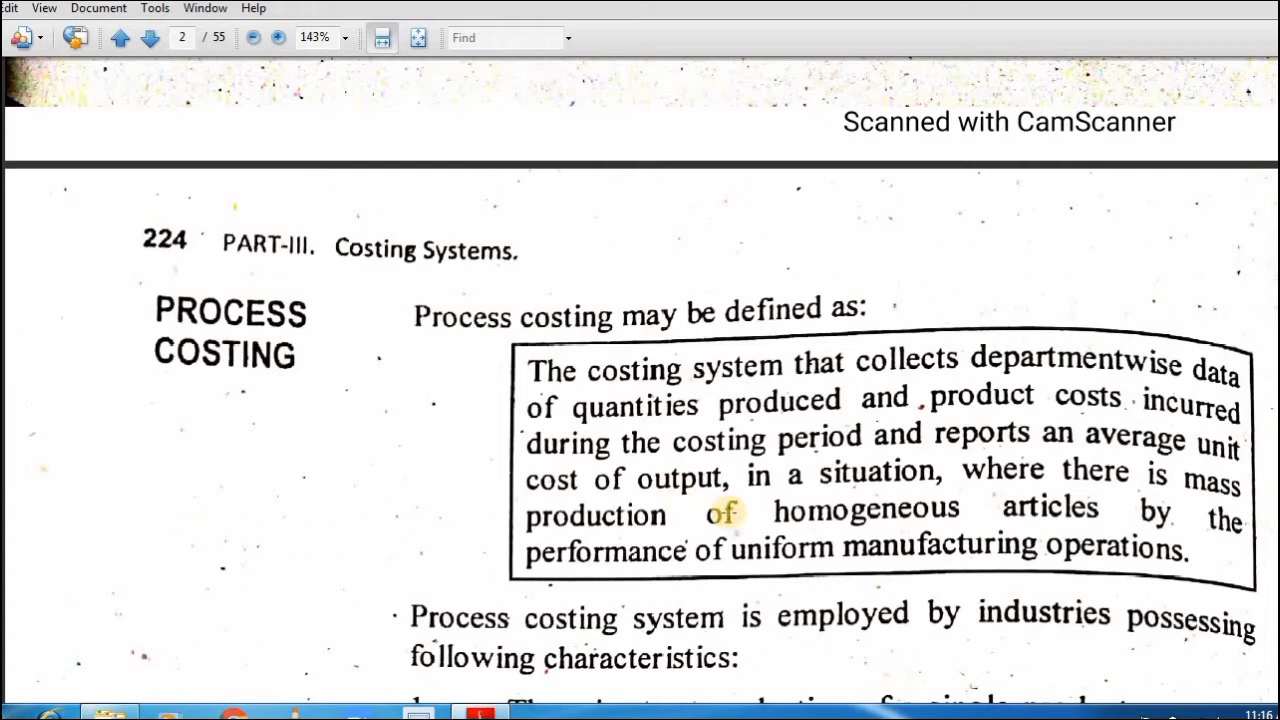 dit View Document Tools Window Help
2 / 55 143% Find
Scanned with CamScanner
224 PART-III. Costing Systems.
PROCESS
COSTING
Process costing may be defined as:
The costing system that collects departmentwise data
of quantities produced and product costs incurred
during the costing period and reports an average unit
cost of output, in a situation, where there is mass
production of homogeneous articles by the
performance of uniform manufacturing operations.
Process costing system is employed by industries possessing
following characteristics:
11:16